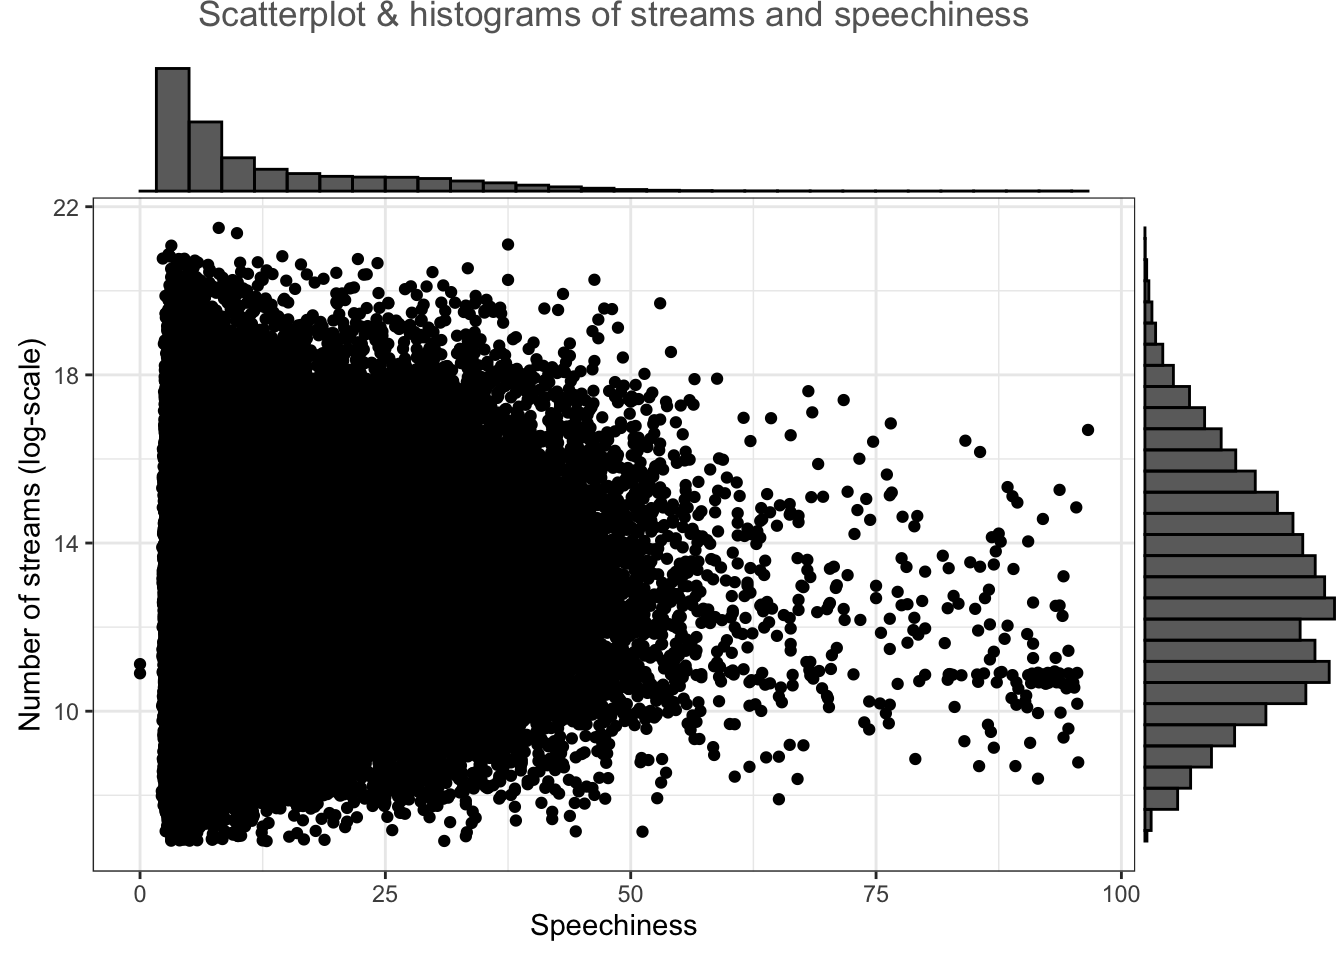 Scatterplot & histograms of streams and speechiness
22
18
14
10
Number of streams (log-scale)
0 25 50 75 100
Speechiness